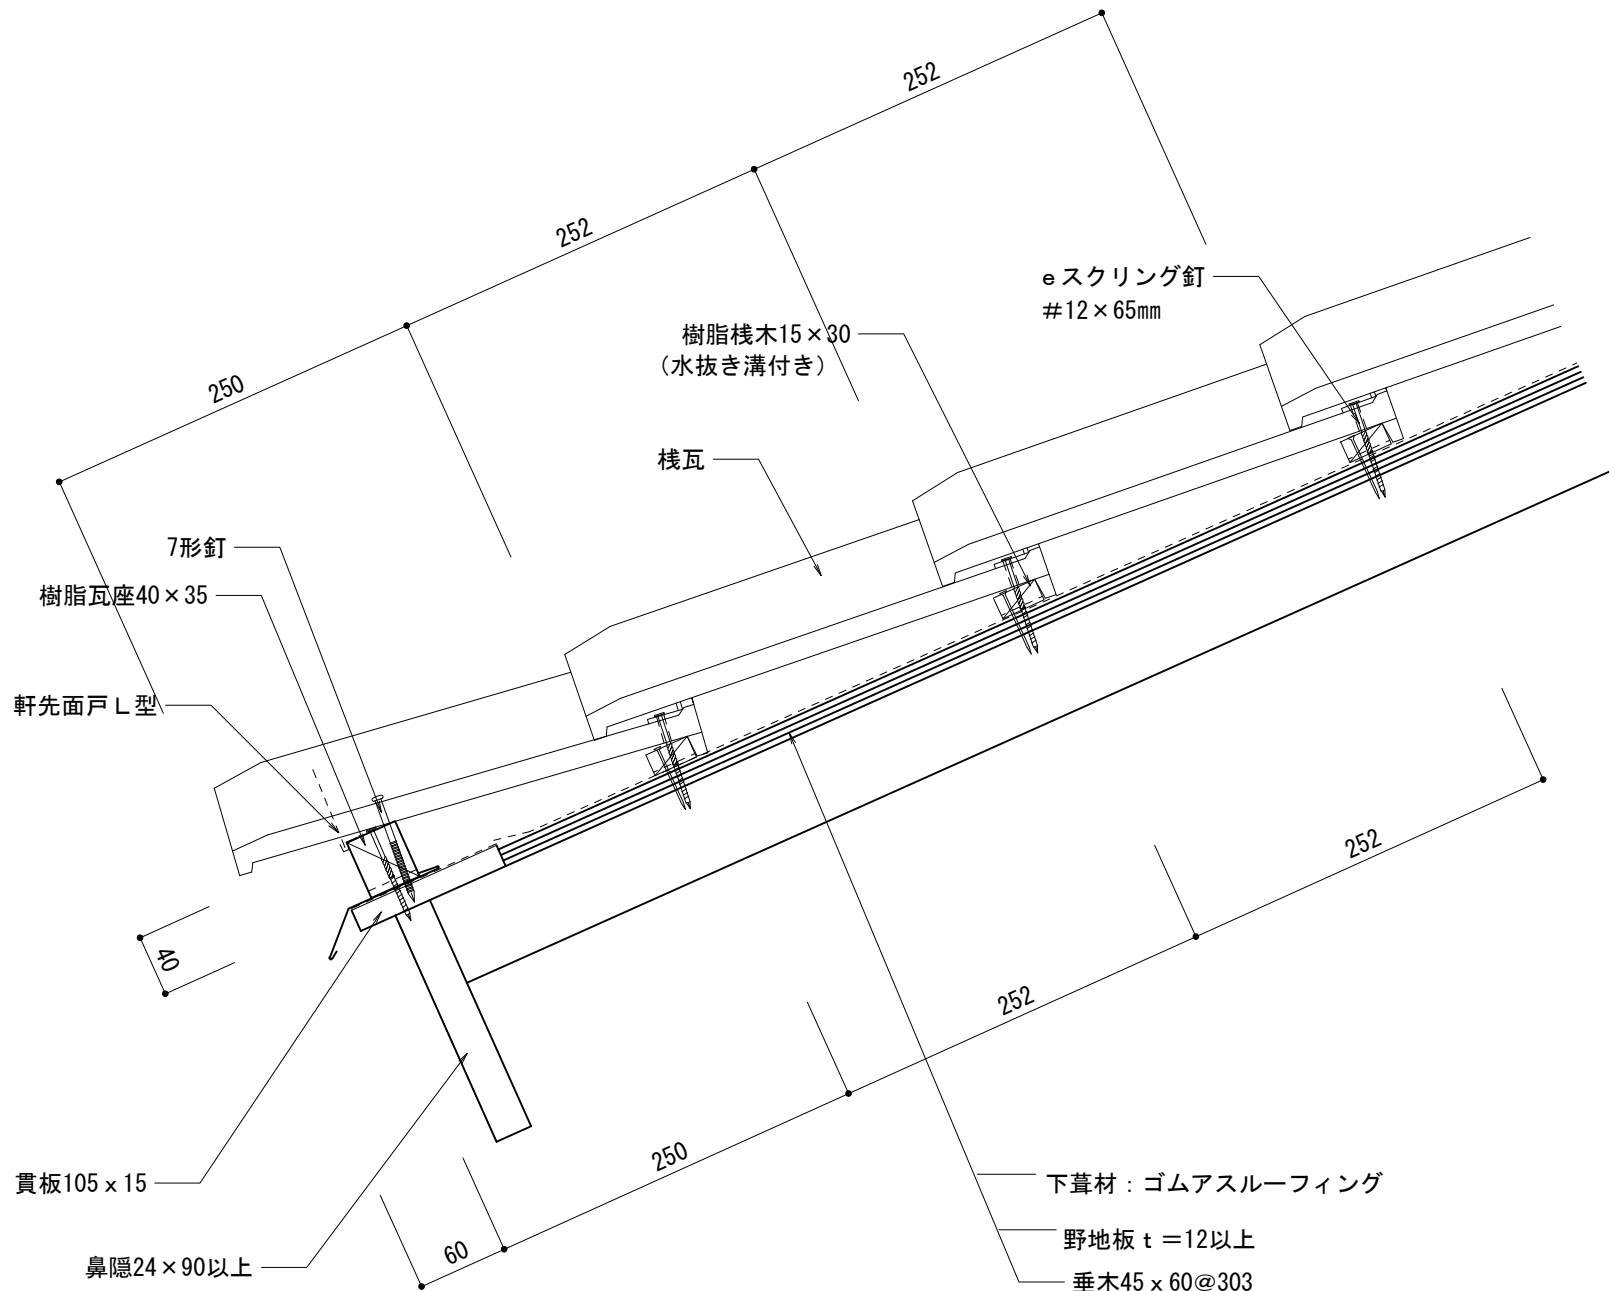 252
252
250
eスクリング釘
#12×65mm
樹脂桟木15×30
(水抜き溝付き)
桟瓦
7形釘
樹脂瓦座40×35
軒先面戸L型
40
252
252
250
60
貫板105x15
鼻隠24×90以上
下葺材：ゴムアスルーフィング
野地板t=12以上
垂木45x60@303